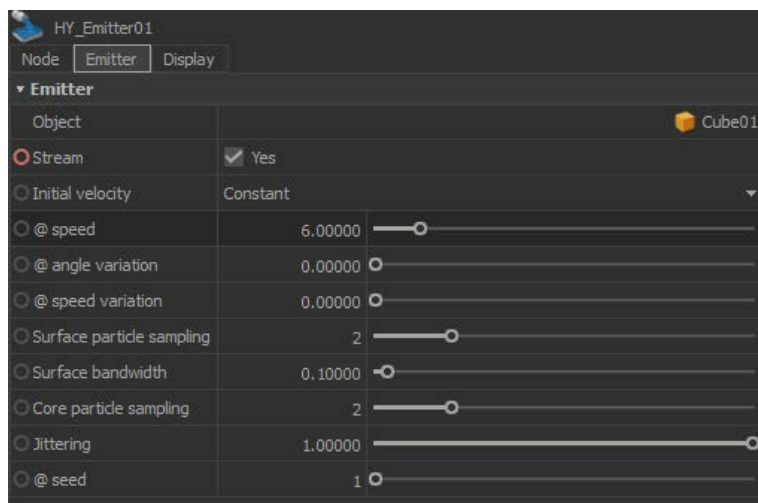 HY_Emitter01
Node Emitter Display
Emitter
Object Cube01
Stream Yes
Initial velocity Constant
@ speed 6.00000
@ angle variation 0.00000
@ speed variation 0.00000
Surface particle sampling 2
Surface bandwidth 0.10000
Core particle sampling 2
Jittering 1.00000
@ seed 1